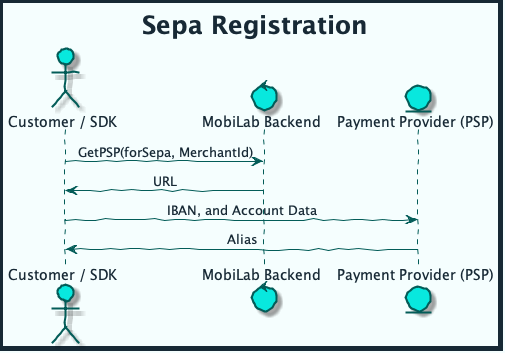 Sepa Registration
Customer / SDK
MobiLab Backend
Payment Provider (PSP)
GetPSP(forSepa, MerchantId)
URL
IBAN, and Account Data
Alias
Customer / SDK
MobiLab Backend
Payment Provider (PSP)